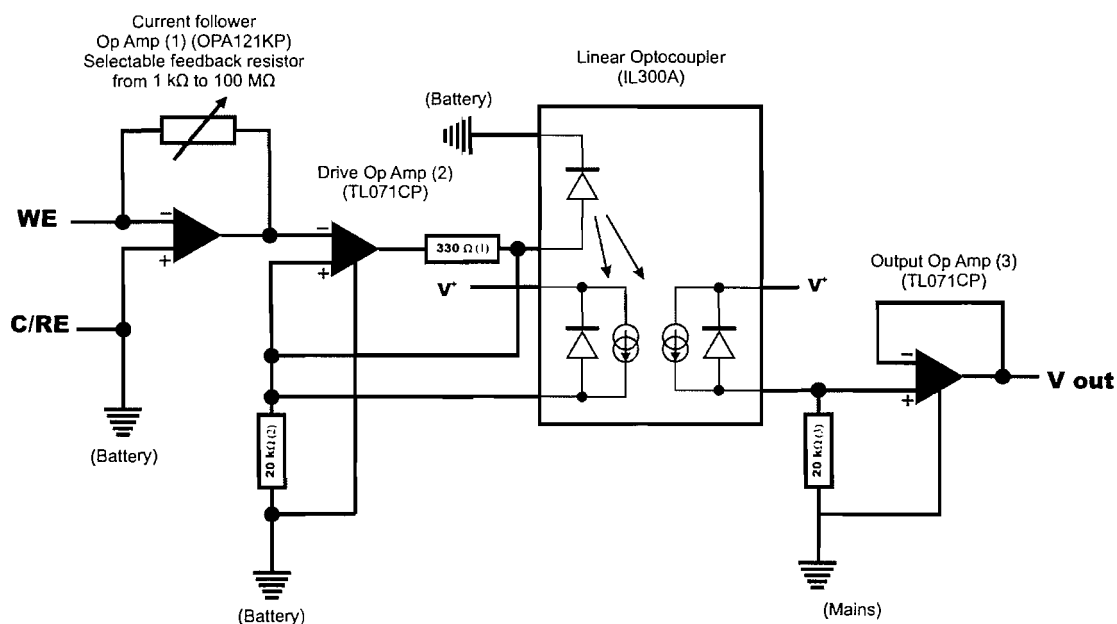 Current follower
Op Amp (1) (OPA121KP)
Selectable feedback resistor
from 1 kΩ to 100 MΩ
Linear Optocoupler
(IL300A)
(Battery)
Drive Op Amp (2)
(TL071CP)
WE
−
+
−
+
330 Ω (1)
V⁺
V⁺
Output Op Amp (3)
(TL071CP)
C/RE
−
+
V out
(Battery)
20 kΩ (2)
20 kΩ (3)
(Battery)
(Mains)